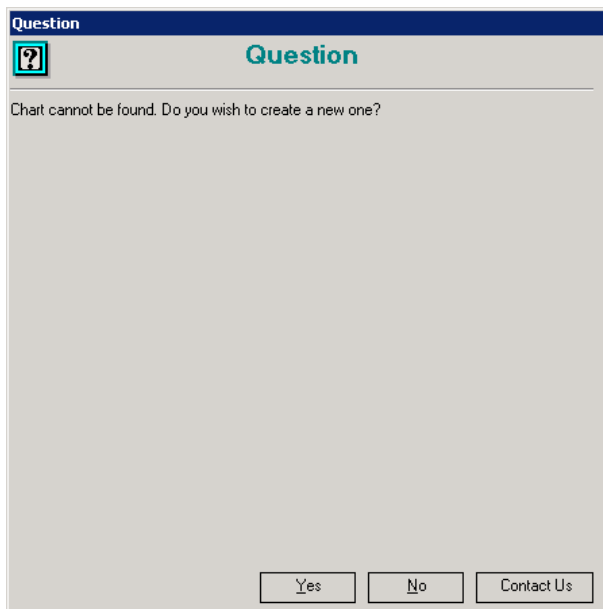 Question
Question
Chart cannot be found. Do you wish to create a new one?
Yes No Contact Us